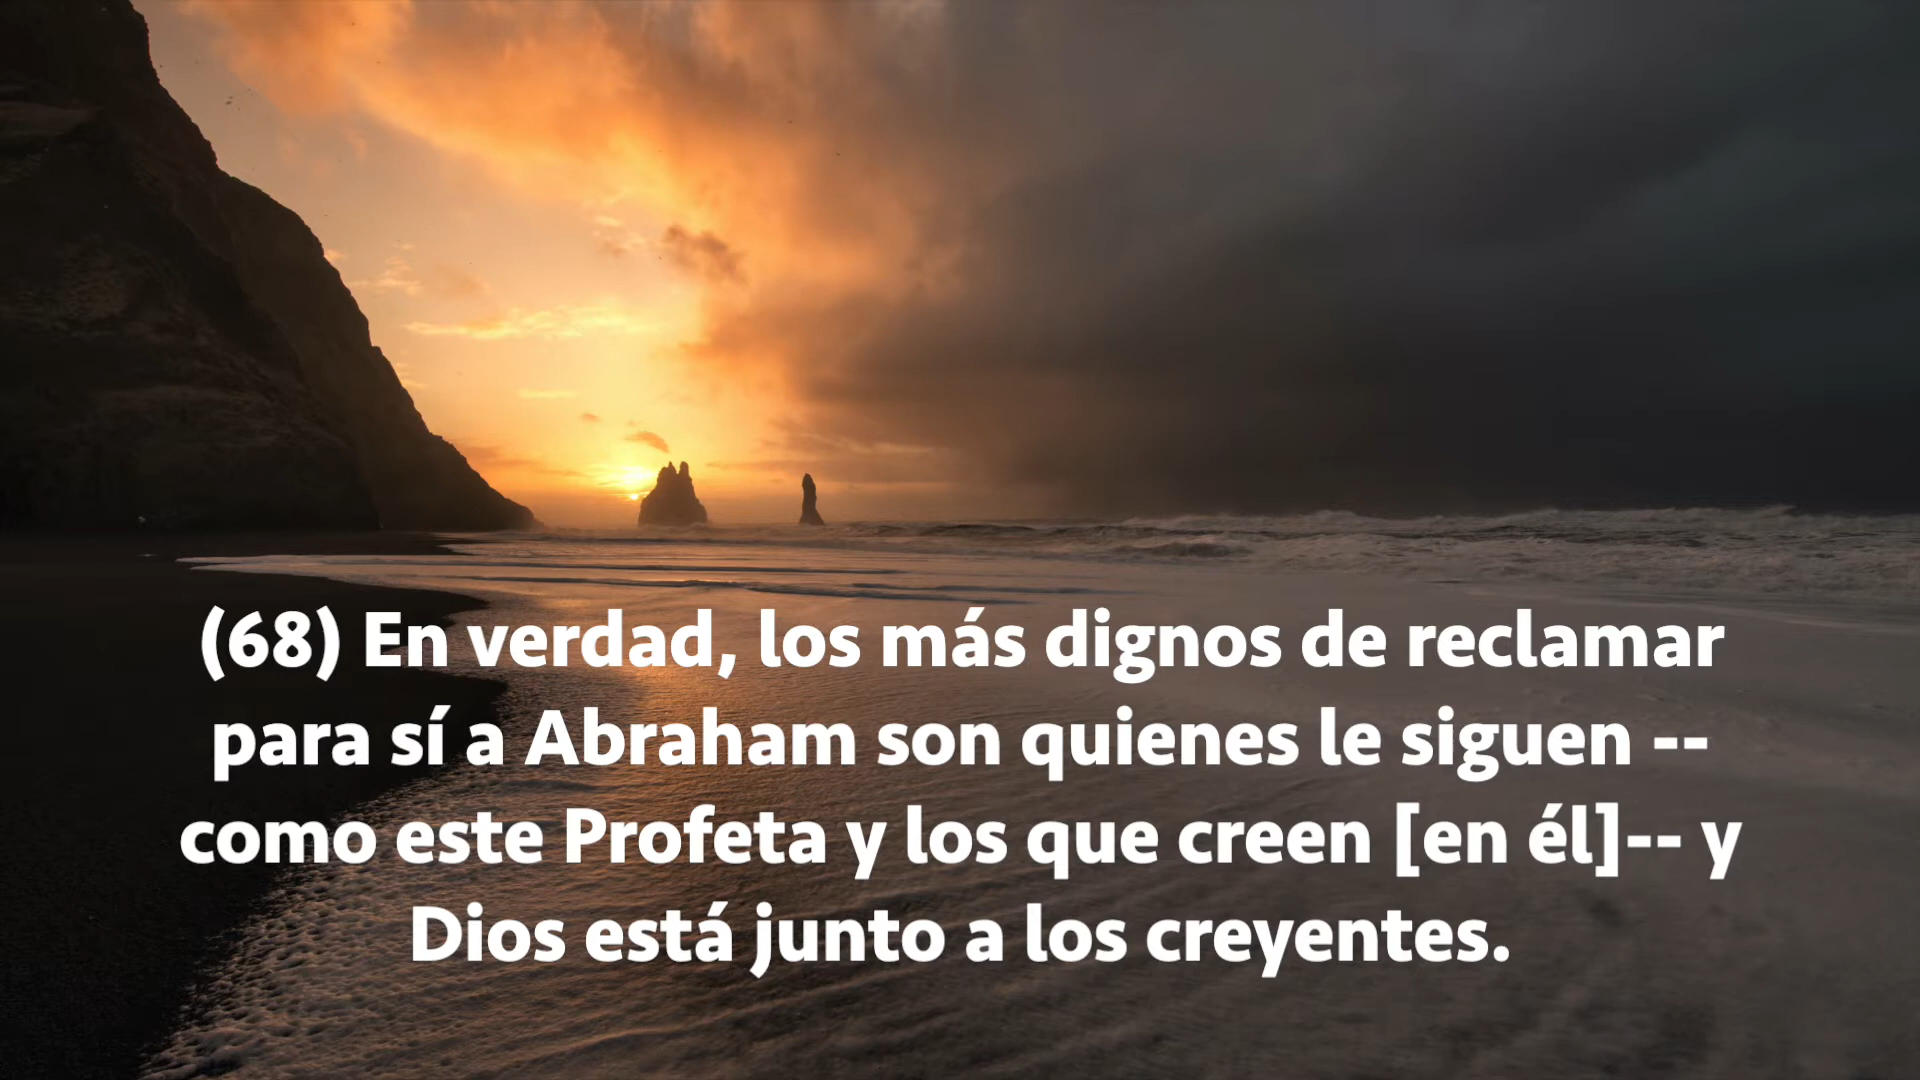 (68) En verdad, los más dignos de reclamar
para sí a Abraham son quienes le siguen --
como este Profeta y los que creen [en él]-- y
Dios está junto a los creyentes.